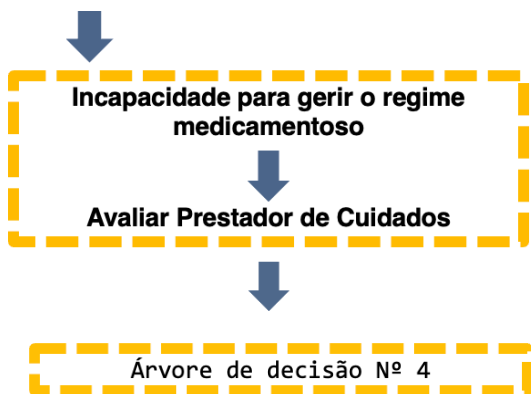 Incapacidade para gerir o regime
medicamentoso
Avaliar Prestador de Cuidados
Árvore de decisão Nº 4